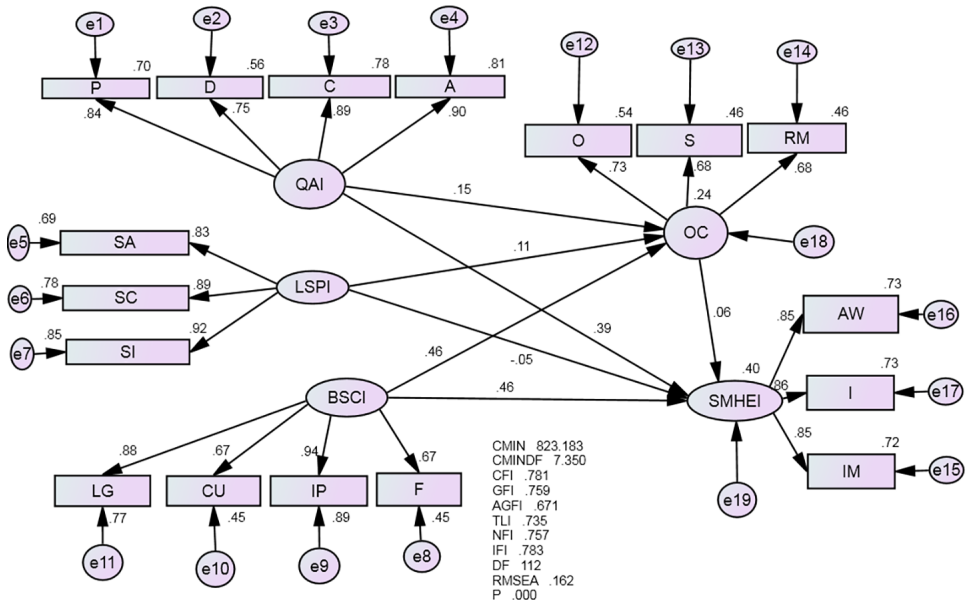 e1
e2
e3
e4
.70
.56
.78
.81
P
D
C
A
.84
.75
.89
.90
QAI
e12
e13
e14
.54
.46
.46
O
S
RM
.73
.68
.68
.15
.24
OC
e18
.69
e5
SA
.83
.78
e6
SC
.89
.85
e7
SI
.92
LSPI
.11
.06
.39
-.05
.46
.46
BSCI
.40
SMHEI
e19
.73
AW
.85
e16
.73
I
.86
e17
.72
IM
.85
e15
.88
.67
.94
.67
LG
CU
IP
F
.77
.45
.89
.45
e11
e10
e9
e8
CMIN 823.183
CMINDF 7.350
CFI .781
GFI .759
AGFI .671
TLI .735
NFI .757
IFI .783
DF 112
RMSEA .162
P .000